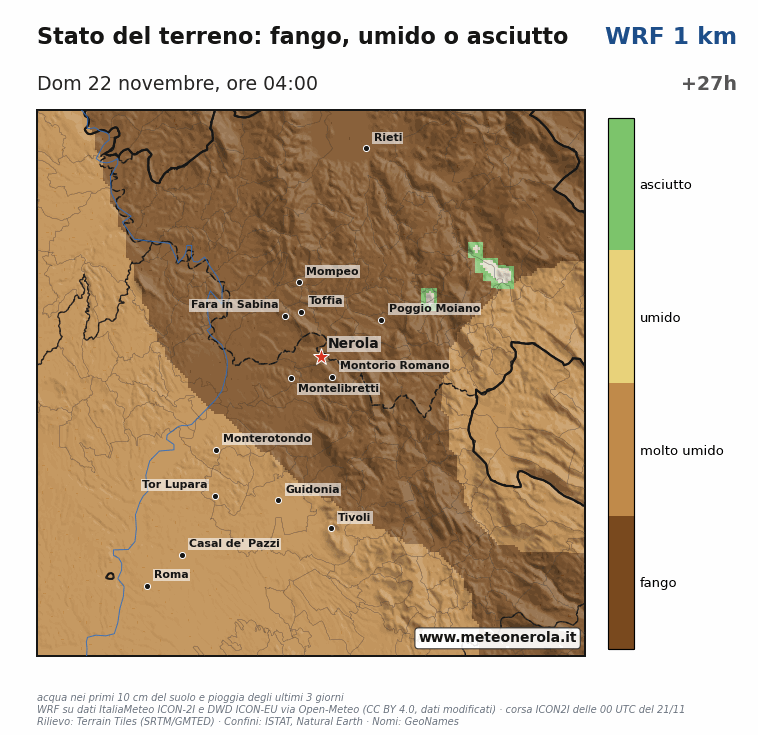 Stato del terreno: fango, umido o asciutto
WRF 1 km
Dom 22 novembre, ore 04:00
+27h
Rieti
asciutto
Mompeo
Toffia
Fara in Sabina
Poggio Moiano
umido
Nerola
Montorio Romano
Montelibretti
Monterotondo
molto umido
Tor Lupara
Guidonia
Tivoli
Casal de' Pazzi
Roma
fango
www.meteonerola.it
acqua nei primi 10 cm del suolo e pioggia degli ultimi 3 giorni
WRF su dati ItaliaMeteo ICON-2I e DWD ICON-EU via Open-Meteo (CC BY 4.0, dati modificati) · corsa ICON2I delle 00 UTC del 21/11
Rilievo: Terrain Tiles (SRTM/GMTED) · Confini: ISTAT, Natural Earth · Nomi: GeoNames